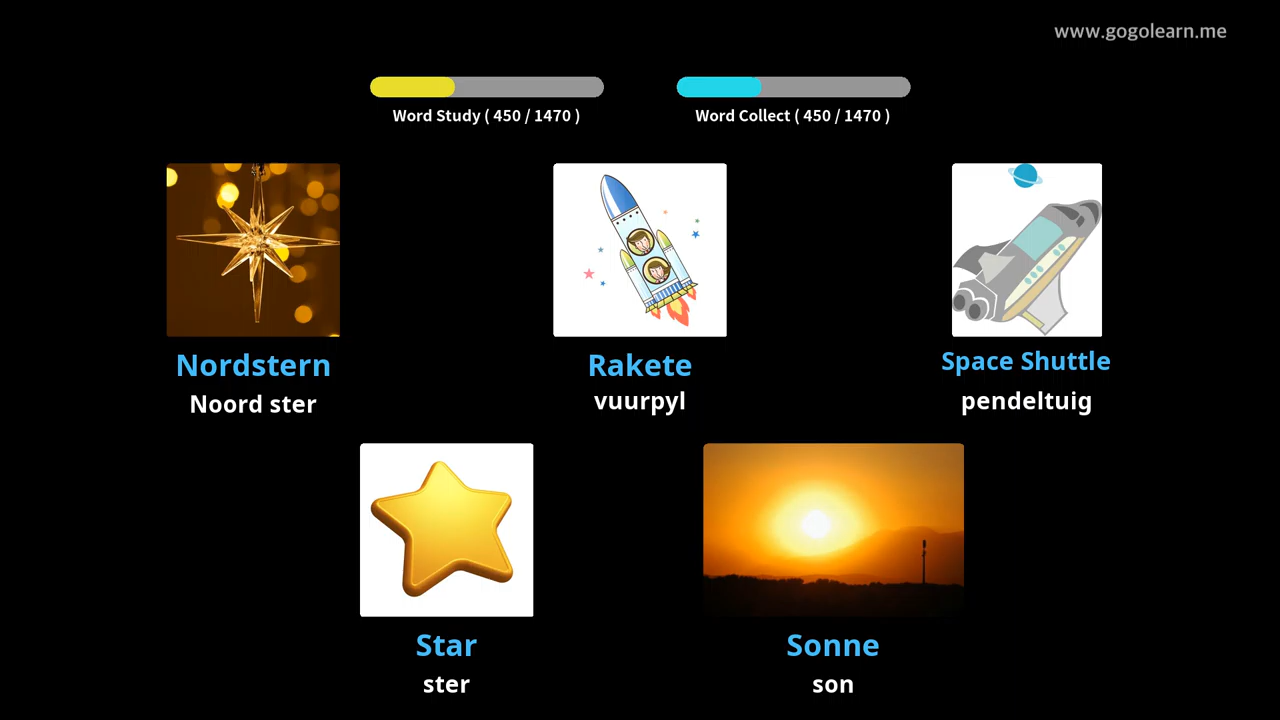 www.gogolearn.me
Word Study ( 450 / 1470 )
Word Collect ( 450 / 1470 )
Nordstern
Noord ster
Rakete
vuurpyl
Space Shuttle
pendeltuig
Star
ster
Sonne
son